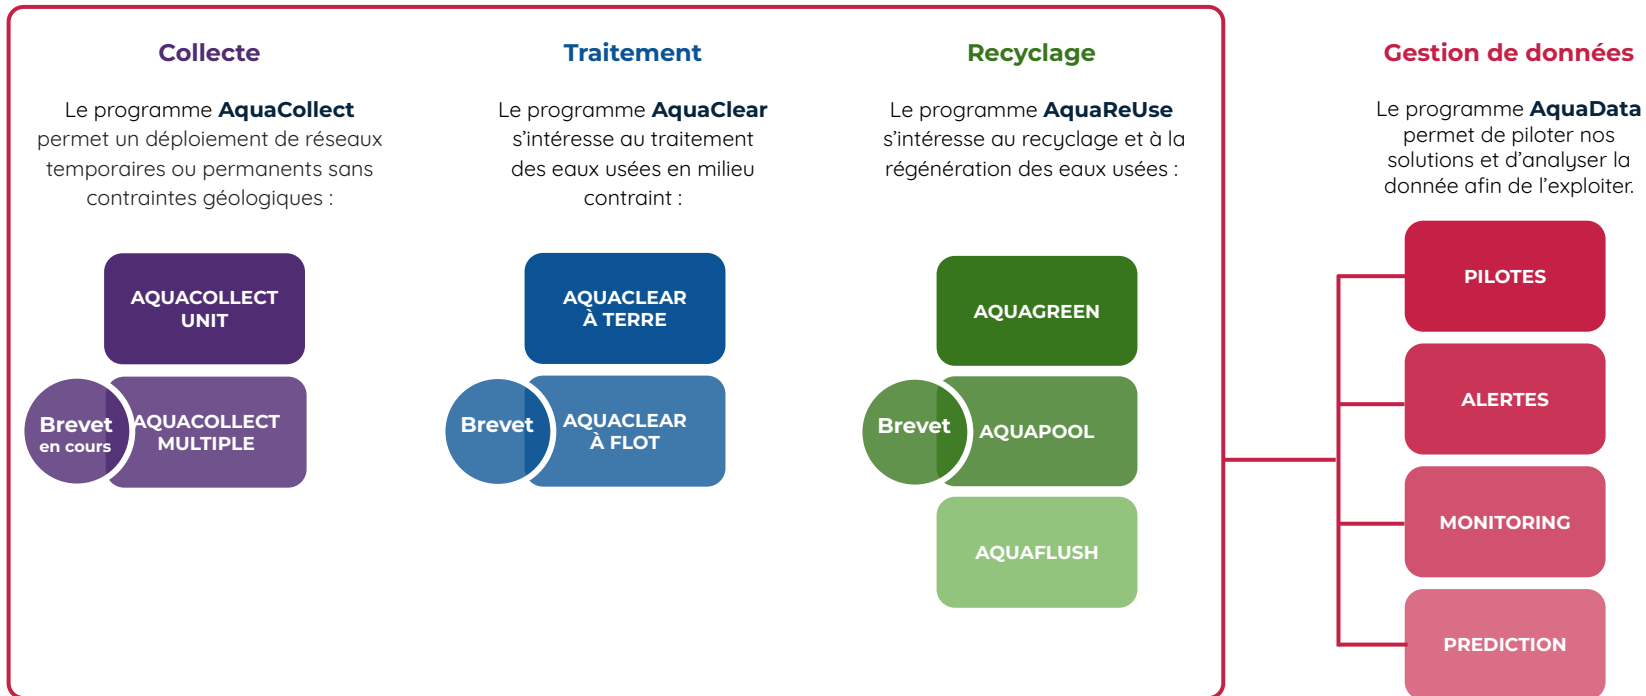 Collecte
Le programme AquaCollect
permet un déploiement de réseaux
temporaires ou permanents sans
contraintes géologiques :
AQUACOLLECT
UNIT
Brevet
en cours
AQUACOLLECT
MULTIPLE
Traitement
Le programme AquaClear
s’intéresse au traitement
des eaux usées en milieu
contraint :
AQUACLEAR
À TERRE
Brevet
AQUACLEAR
À FLOT
Recyclage
Le programme AquaReUse
s’intéresse au recyclage et à la
régénération des eaux usées :
AQUAGREEN
Brevet
AQUAPOOL
AQUAFLUSH
Gestion de données
Le programme AquaData
permet de piloter nos
solutions et d’analyser la
donnée afin de l’exploiter.
PILOTES
ALERTES
MONITORING
PREDICTION